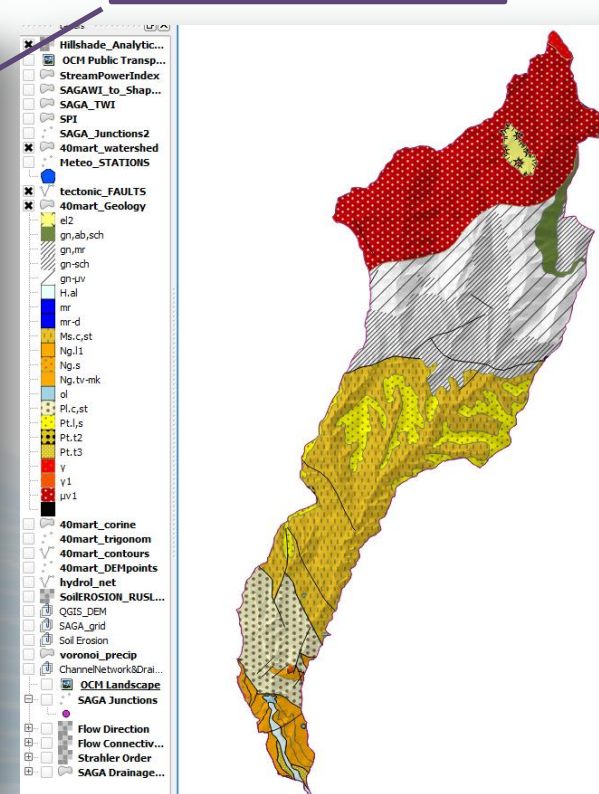 Hillshade_Analytic...
OCM Public Transp...
StreamPowerIndex
SAGAWI_to_Shap...
SAGA_TWI
SPI
SAGA_Junctions2
40mart_watershed
Meteo_STATIONS
tectonic_FAULTS
40mart_Geology
el2
gn,ab,sch
gn,mr
gn-sch
gn-μv
H.al
mr
mr-d
Ms.c,st
Ng.l1
Ng.s
Ng.tv-mk
ol
Pl.c,st
Pt.l,s
Pt.t2
Pt.t3
γ
γ1
μv1
40mart_corine
40mart_trigonom
40mart_contours
40mart_DEMpoints
hydrol_net
SoilEROSION_RUSL...
QGIS_DEM
SAGA_grid
Soil Erosion
voronoi_precip
ChannelNetwork&Drai...
OCM Landscape
SAGA Junctions
Flow Direction
Flow Connectiv...
Strahler Order
SAGA Drainage...